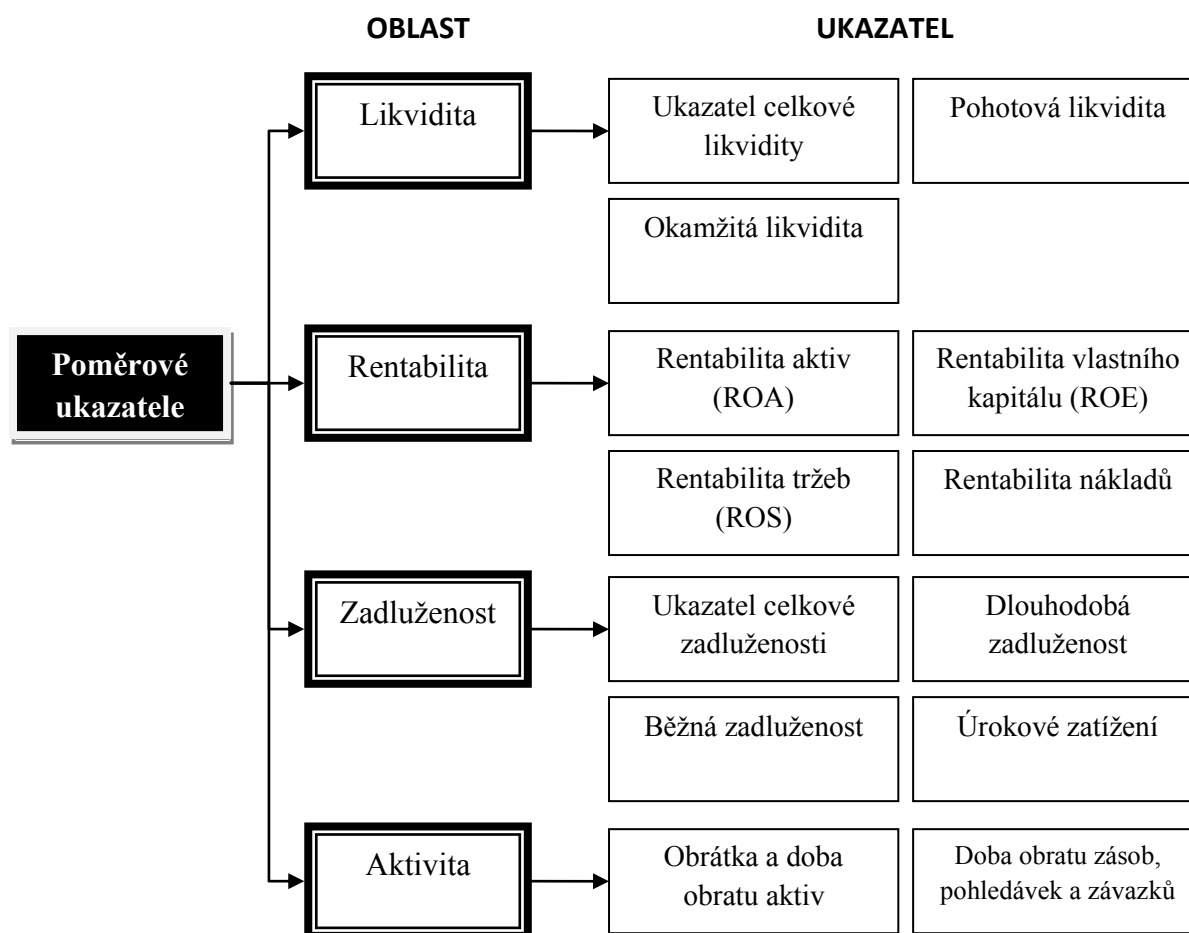 OBLAST
UKAZATEL
Likvidita
Ukazatel celkové
likvidity
Pohotová likvidita
Okamžitá likvidita
Poměrové
ukazatele
Rentabilita
Rentabilita aktiv
(ROA)
Rentabilita vlastního
kapitálu (ROE)
Rentabilita tržeb
(ROS)
Rentabilita nákladů
Zadluženost
Ukazatel celkové
zadluženosti
Dlouhodobá
zadluženost
Běžná zadluženost
Úrokové zatížení
Aktivita
Obrátka a doba
obratu aktiv
Doba obratu zásob,
pohledávek a závazků